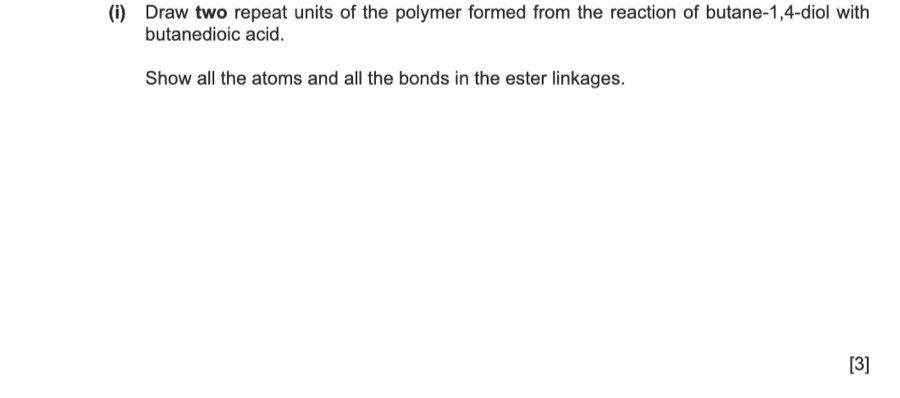 (i) Draw two repeat units of the polymer formed from the reaction of butane-1,4-diol with
butanedioic acid.
Show all the atoms and all the bonds in the ester linkages.
[3]